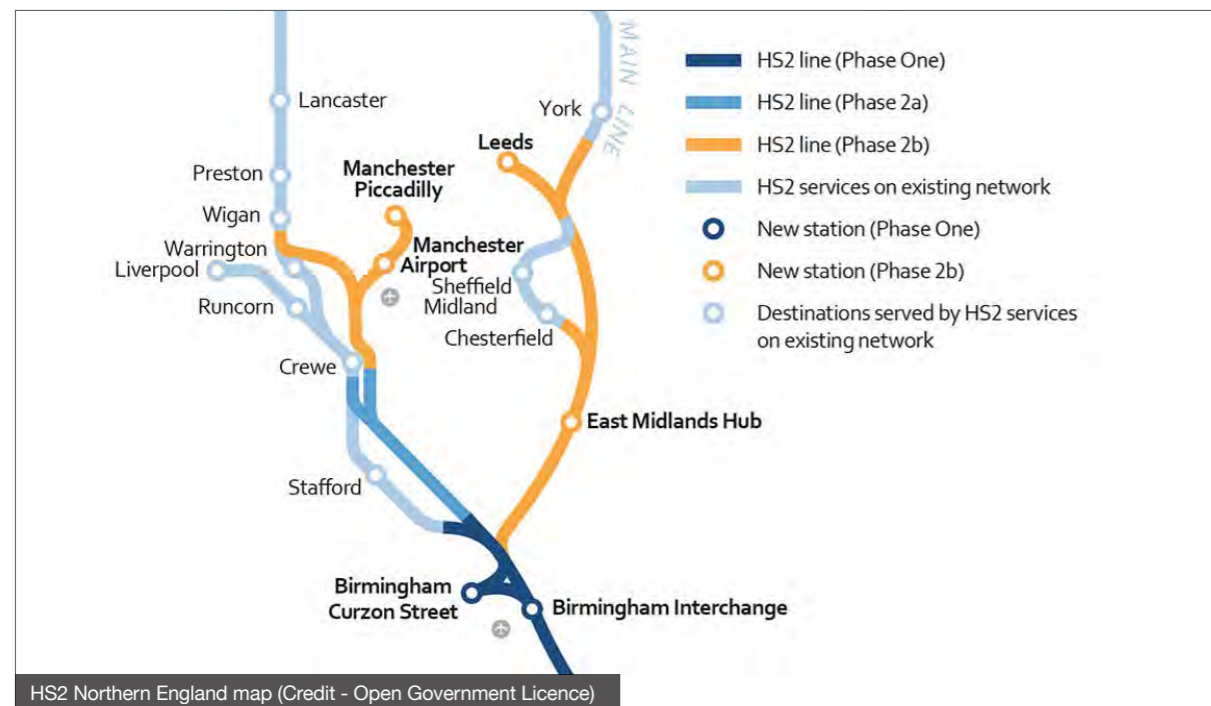 MAIN LINE
Lancaster
York
Leeds
Preston
Manchester
Piccadilly
Wigan
Warrington
Manchester
Airport
Liverpool
Sheffield
Midland
Runcorn
Chesterfield
Crewe
East Midlands Hub
Stafford
Birmingham
Curzon Street
Birmingham Interchange
HS2 line (Phase One)
HS2 line (Phase 2a)
HS2 line (Phase 2b)
HS2 services on existing network
New station (Phase One)
New station (Phase 2b)
Destinations served by HS2 services
on existing network
HS2 Northern England map (Credit - Open Government Licence)